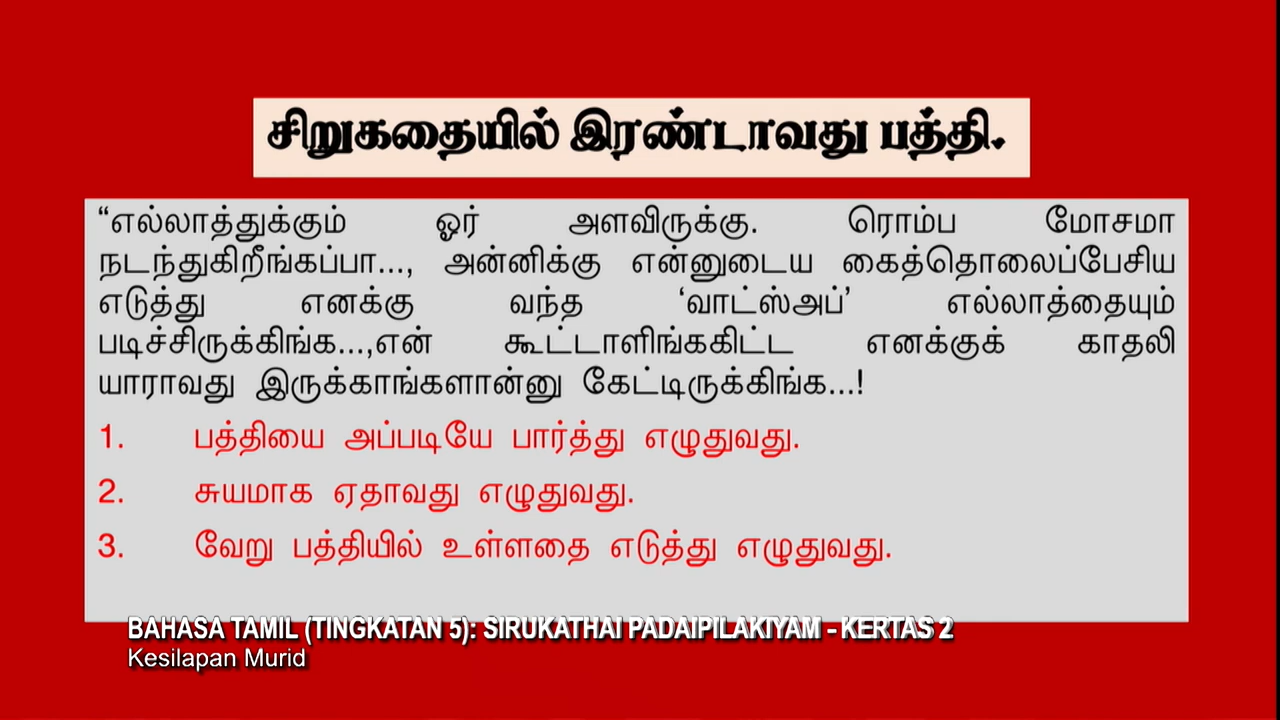 சிறுகதையில் இரண்டாவது பத்தி.
“எல்லாத்துக்கும் ஓர் அளவிருக்கு. ரொம்ப மோசமா
நடந்துகிறீங்கப்பா..., அன்னிக்கு என்னுடைய கைத்தொலைப்பேசிய
எடுத்து எனக்கு வந்த ‘வாட்ஸ்அப்’ எல்லாத்தையும்
படிச்சிருக்கிங்க...,என் கூட்டாளிங்ககிட்ட எனக்குக் காதலி
யாராவது இருக்காங்களான்னு கேட்டிருக்கிங்க...!
1. பத்தியை அப்படியே பார்த்து எழுதுவது.
2. சுயமாக ஏதாவது எழுதுவது.
3. வேறு பத்தியில் உள்ளதை எடுத்து எழுதுவது.
BAHASA TAMIL (TINGKATAN 5): SIRUKATHAI PADAIPILAKIYAM - KERTAS 2
Kesilapan Murid